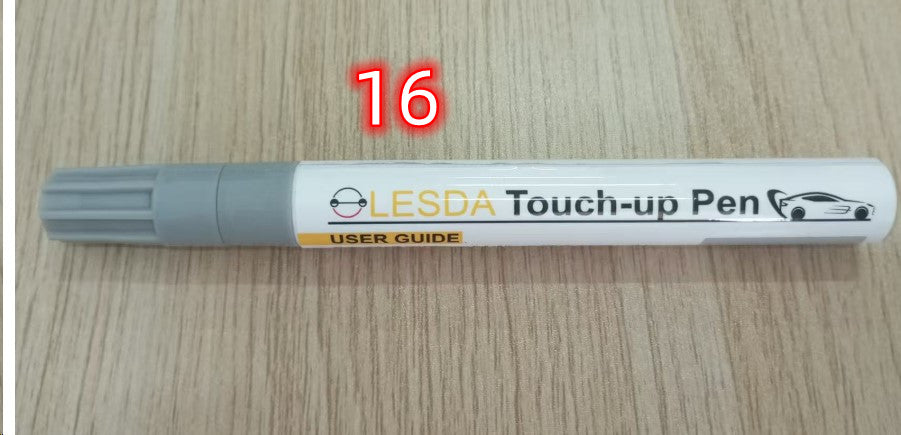 16
LESDA Touch-up Pen
USER GUIDE